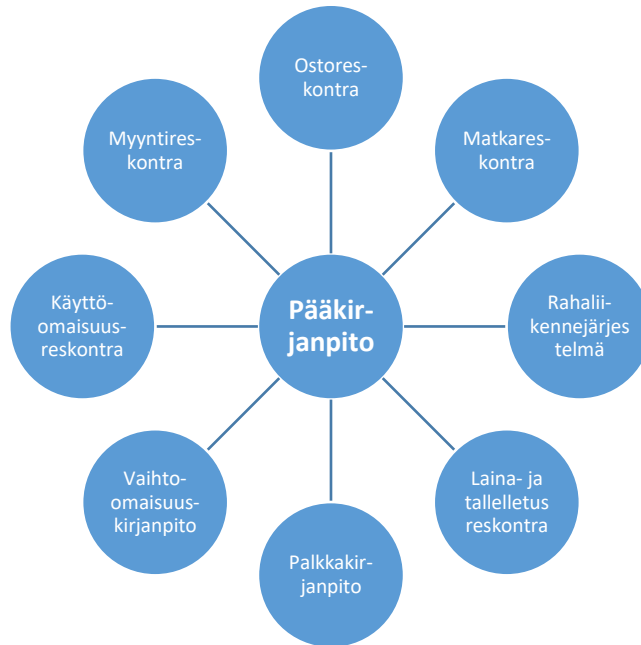 Ostores-
kontra
Myyntires-
kontra
Matkares-
kontra
Käyttö-
omaisuus-
reskontra
Pääkir-
janpito
Rahalii-
kennejärjes
telmä
Vaihto-
omaisuus-
kirjanpito
Laina- ja
tallelletus
reskontra
Palkkakir-
janpito